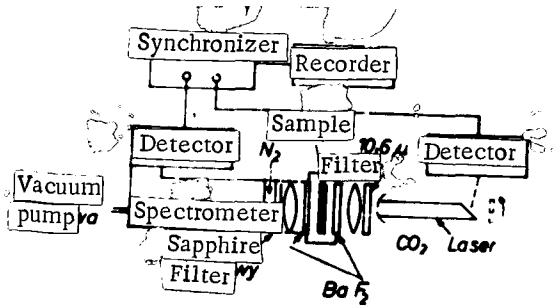 Synchronizer
Recorder
Sample
Detector
N₂
Filter
10,6 μ
Detector
Vacuum
pump
Spectrometer
Sapphire
Filter
BaF₂
CO₂
Laser